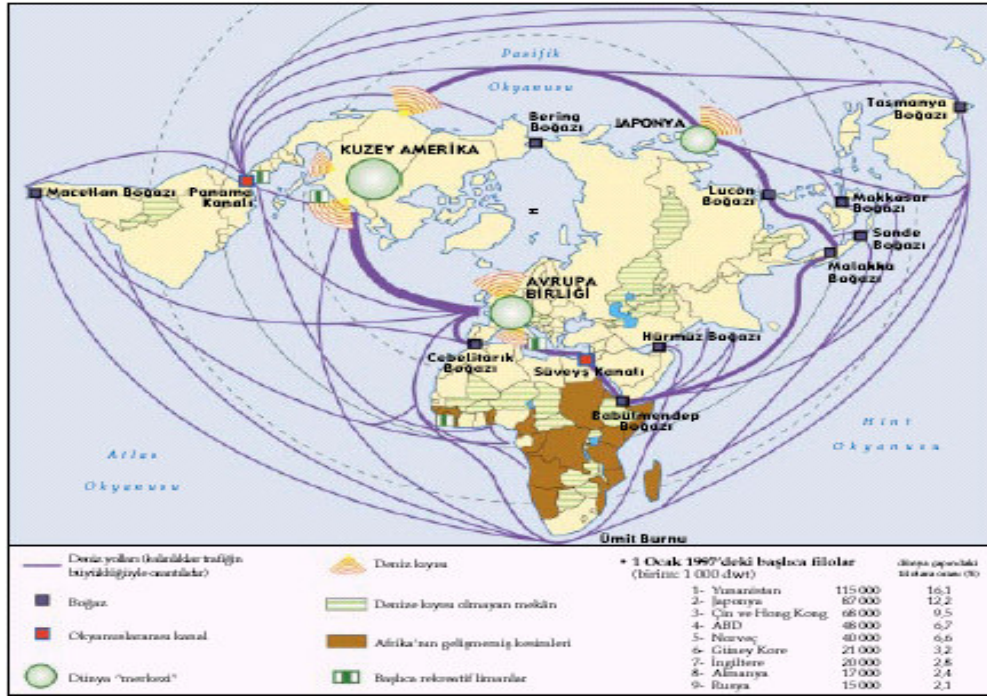 Pasifik
Okyanusu
Bering
Boğazı
JAPONYA
Tasmanya
Boğazı
KUZEY AMERİKA
Macellan Boğazı
Panama
Kanalı
Luçon
Boğazı
Makkasar
Boğazı
Sonde
Boğazı
Malakka
Boğazı
AVRUPA
BİRLİĞİ
Hürmüz Boğazı
Cebelitarık
Boğazı
Süveyş Kanalı
Babülmendep
Boğazı
Hint
Okyanusu
Atlas
Okyanusu
Ümit Burnu
Deniz yolları (kalınlıklar trafiğin
büyüklüğüyle orantılıdır)
Boğaz
Okyanuslararası kanal
Dünya "merkezi"
Deniz kıyısı
Denize kıyısı olmayan mekân
Afrika'nın gelişmemiş kesimleri
Başlıca rekreatif limanlar
• 1 Ocak 1997'deki başlıca filolar
(birim: 1 000 dwt)
dünya çapındaki
oranı (%)
1- Yunanistan 115 000 16,1
2- Japonya 87 000 12,2
3- Çin ve Hong Kong 68 000 9,5
4- ABD 48 000 6,7
5- Norveç 40 000 6,6
6- Güney Kore 21 000 3,2
7- İngiltere 20 000 2,8
8- Almanya 17 000 2,4
9- Rusya 15 000 2,1